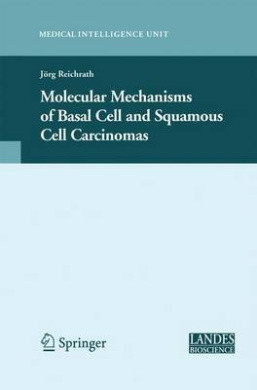 MEDICAL INTELLIGENCE UNIT
Jörg Reichrath
Molecular Mechanisms
of Basal Cell and Squamous
Cell Carcinomas
Springer
LANDES
BIOSCIENCE